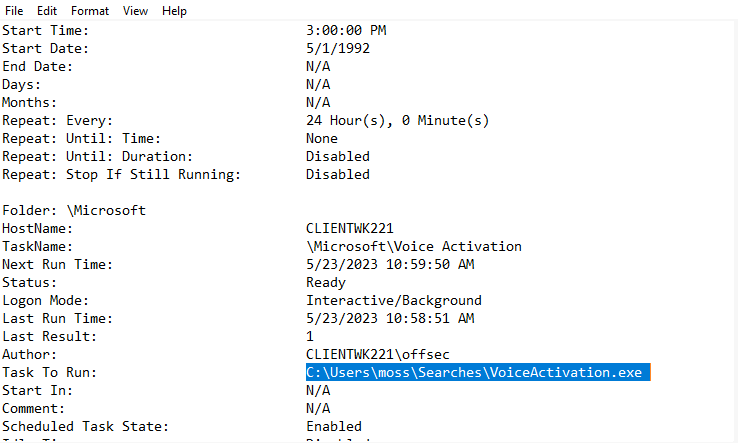 File Edit Format View Help
Start Time: 3:00:00 PM
Start Date: 5/1/1992
End Date: N/A
Days: N/A
Months: N/A
Repeat: Every: 24 Hour(s), 0 Minute(s)
Repeat: Until: Time: None
Repeat: Until: Duration: Disabled
Repeat: Stop If Still Running: Disabled
Folder: \Microsoft
HostName: CLIENTWK221
TaskName: \Microsoft\Voice Activation
Next Run Time: 5/23/2023 10:59:50 AM
Status: Ready
Logon Mode: Interactive/Background
Last Run Time: 5/23/2023 10:58:51 AM
Last Result: 1
Author: CLIENTWK221\offsec
Task To Run: C:\Users\moss\Searches\VoiceActivation.exe
Start In: N/A
Comment: N/A
Scheduled Task State: Enabled